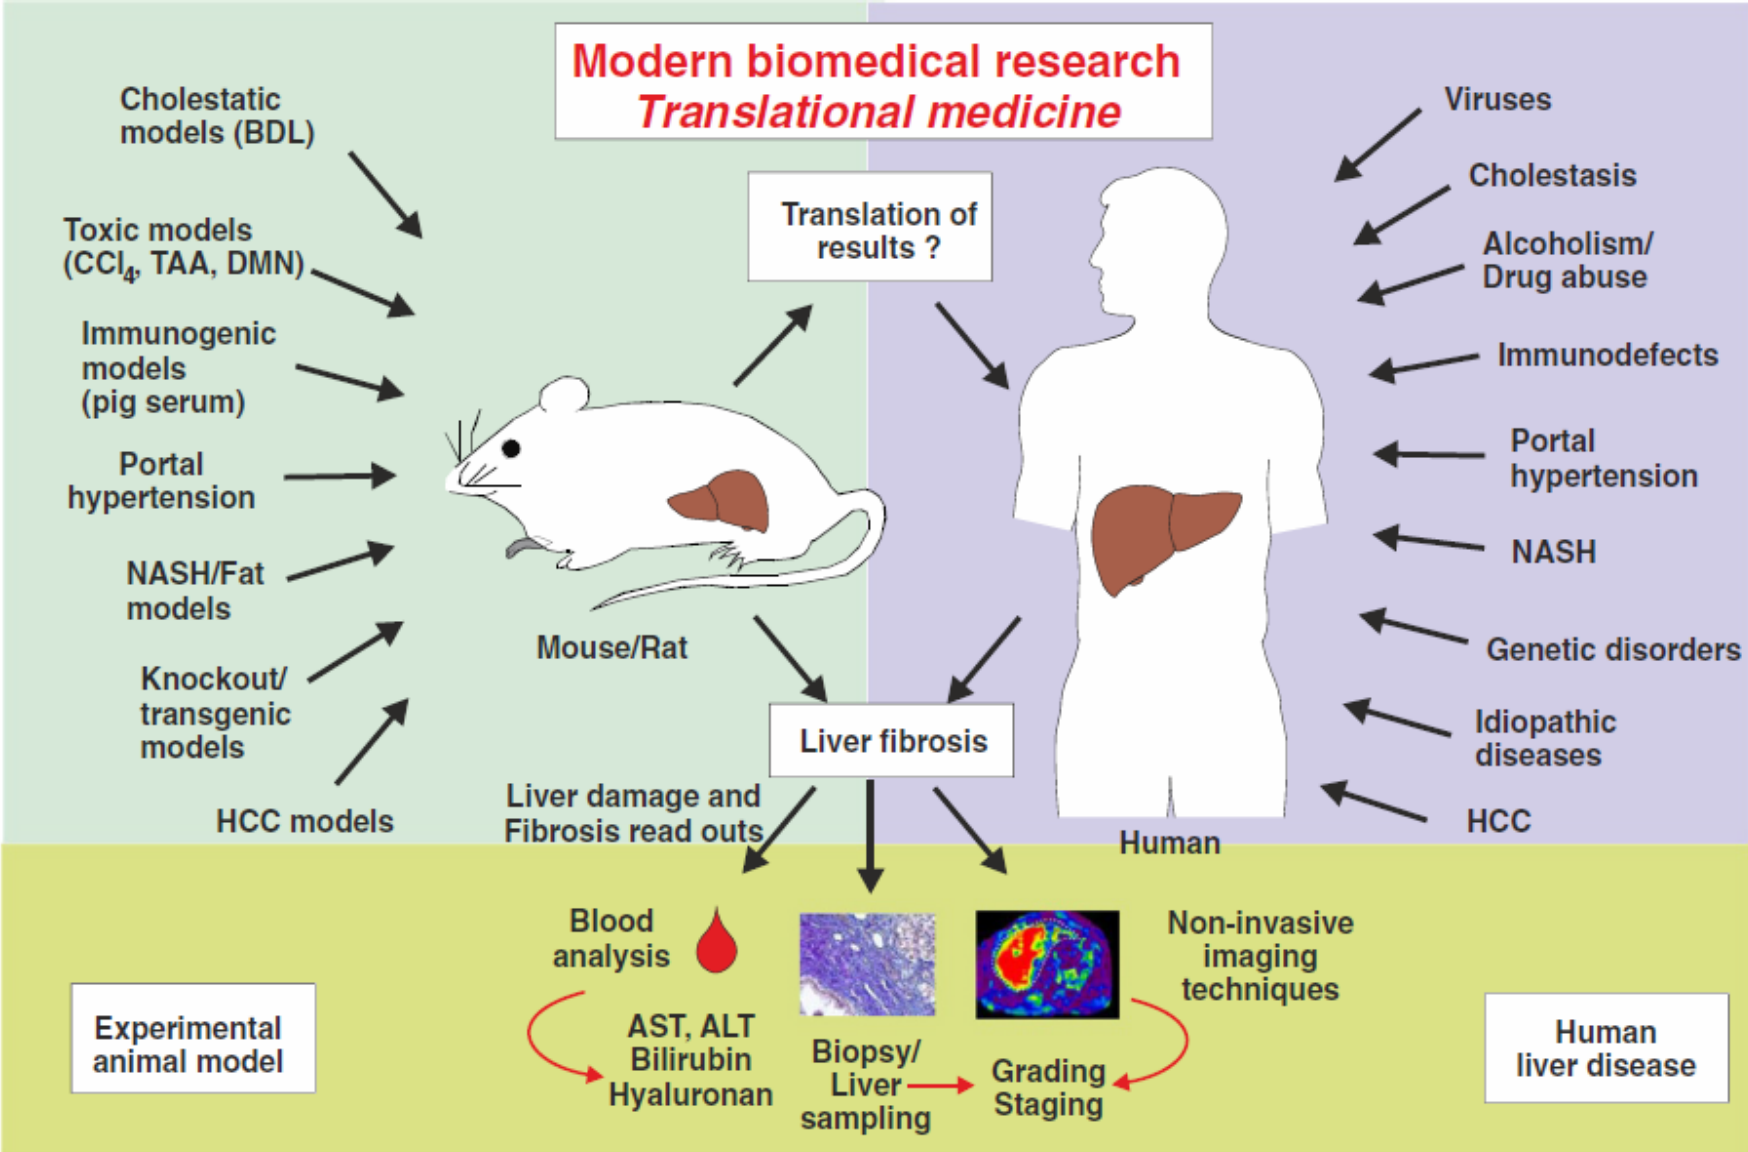 Modern biomedical research
Translational medicine
Cholestatic
models (BDL)
Toxic models
(CCl₄, TAA, DMN)
Immunogenic
models
(pig serum)
Portal
hypertension
NASH/Fat
models
Knockout/
transgenic
models
HCC models
Translation of
results ?
Mouse/Rat
Viruses
Cholestasis
Alcoholism/
Drug abuse
Immunodefects
Portal
hypertension
NASH
Genetic disorders
Idiopathic
diseases
HCC
Human
Liver fibrosis
Liver damage and
Fibrosis read outs
Blood
analysis
AST, ALT
Bilirubin
Hyaluronan
Biopsy/
Liver
sampling
Grading
Staging
Non-invasive
imaging
techniques
Experimental
animal model
Human
liver disease